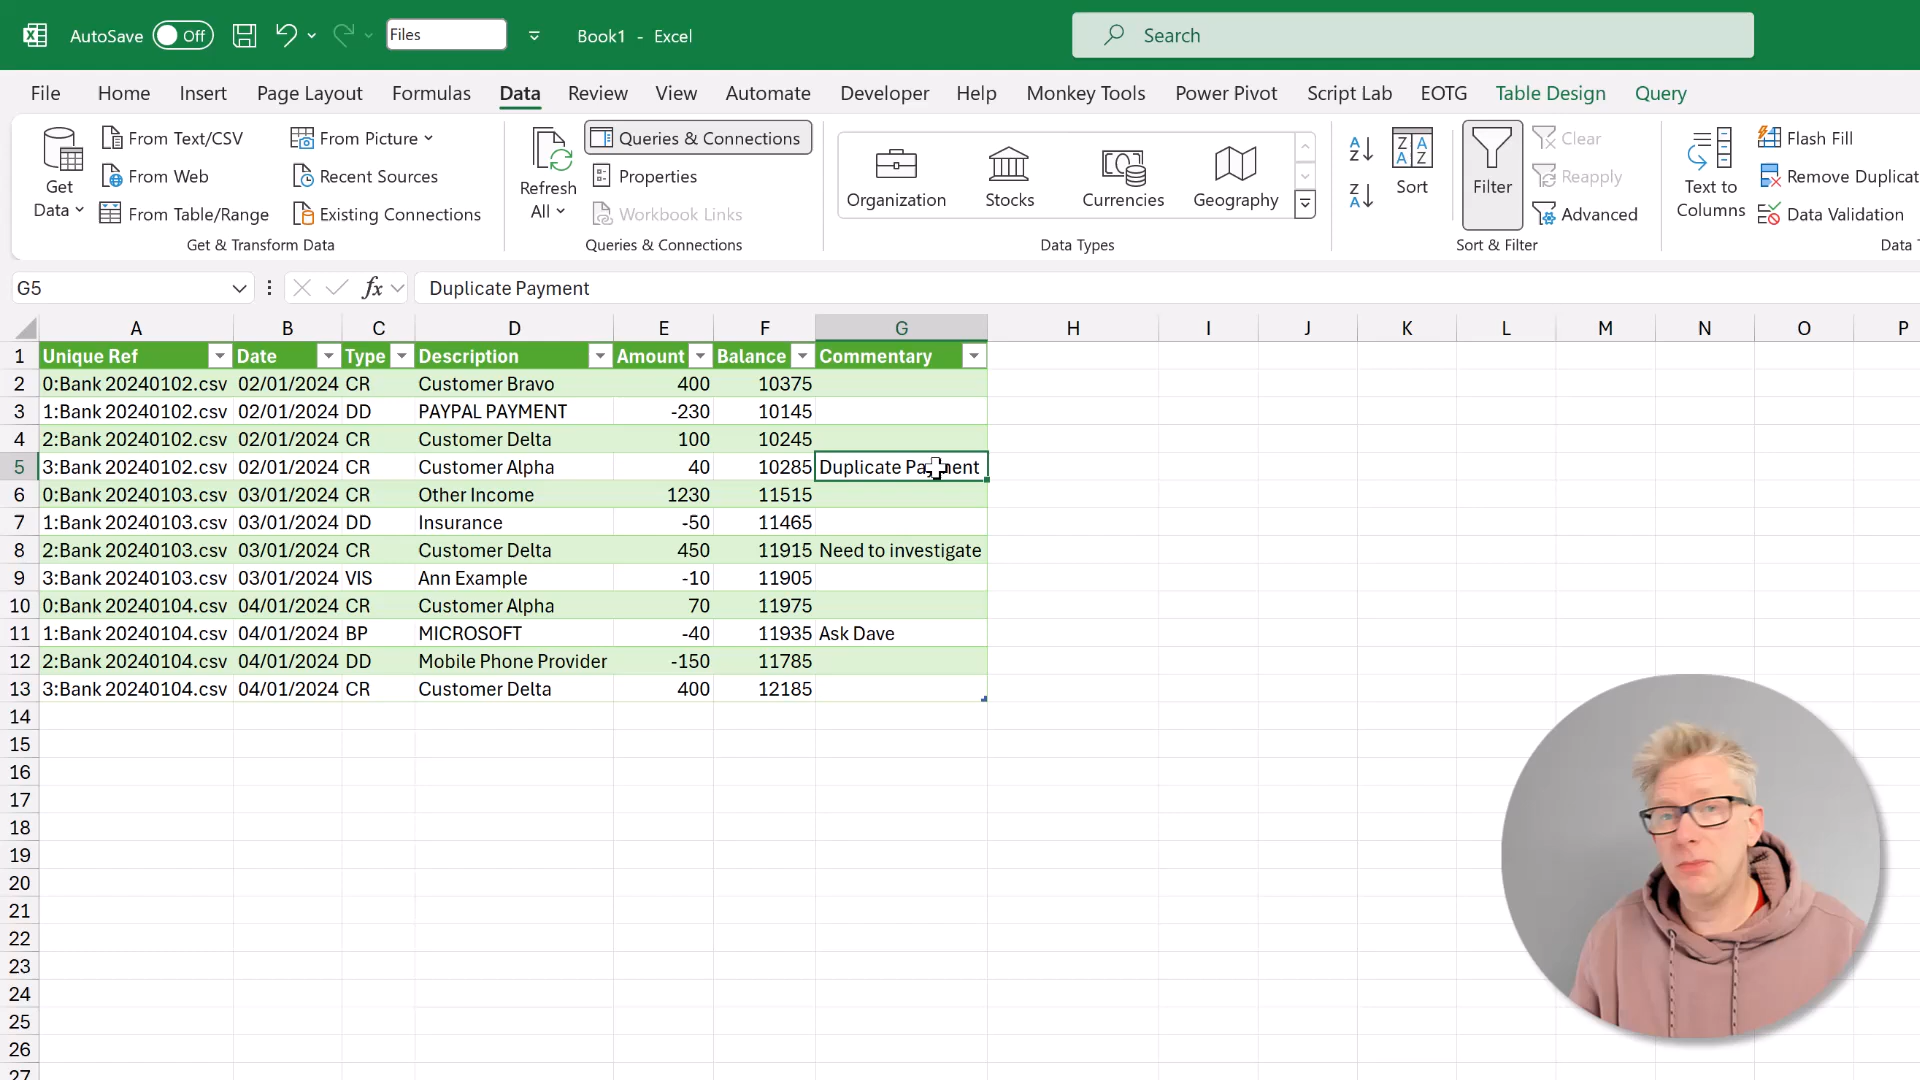 AutoSave Off Files Book1 - Excel Search
File Home Insert Page Layout Formulas Data Review View Automate Developer Help Monkey Tools Power Pivot Script Lab EOTG Table Design Query
Get Data
From Text/CSV
From Web
From Table/Range
From Picture
Recent Sources
Existing Connections
Get & Transform Data
Refresh All
Queries & Connections
Properties
Workbook Links
Queries & Connections
Organization Stocks Currencies Geography
Data Types
Sort
Filter
Clear
Reapply
Advanced
Sort & Filter
Text to Columns
Flash Fill
Remove Duplicat
Data Validation
Data T
G5 fx Duplicate Payment
A B C D E F G H I J K L M N O P
1 Unique Ref Date Type Description Amount Balance Commentary
2 0:Bank 20240102.csv 02/01/2024 CR Customer Bravo 400 10375
3 1:Bank 20240102.csv 02/01/2024 DD PAYPAL PAYMENT -230 10145
4 2:Bank 20240102.csv 02/01/2024 CR Customer Delta 100 10245
5 3:Bank 20240102.csv 02/01/2024 CR Customer Alpha 40 10285 Duplicate Payment
6 0:Bank 20240103.csv 03/01/2024 CR Other Income 1230 11515
7 1:Bank 20240103.csv 03/01/2024 DD Insurance -50 11465
8 2:Bank 20240103.csv 03/01/2024 CR Customer Delta 450 11915 Need to investigate
9 3:Bank 20240103.csv 03/01/2024 VIS Ann Example -10 11905
10 0:Bank 20240104.csv 04/01/2024 CR Customer Alpha 70 11975
11 1:Bank 20240104.csv 04/01/2024 BP MICROSOFT -40 11935 Ask Dave
12 2:Bank 20240104.csv 04/01/2024 DD Mobile Phone Provider -150 11785
13 3:Bank 20240104.csv 04/01/2024 CR Customer Delta 400 12185
14
15
16
17
18
19
20
21
22
23
24
25
26
27